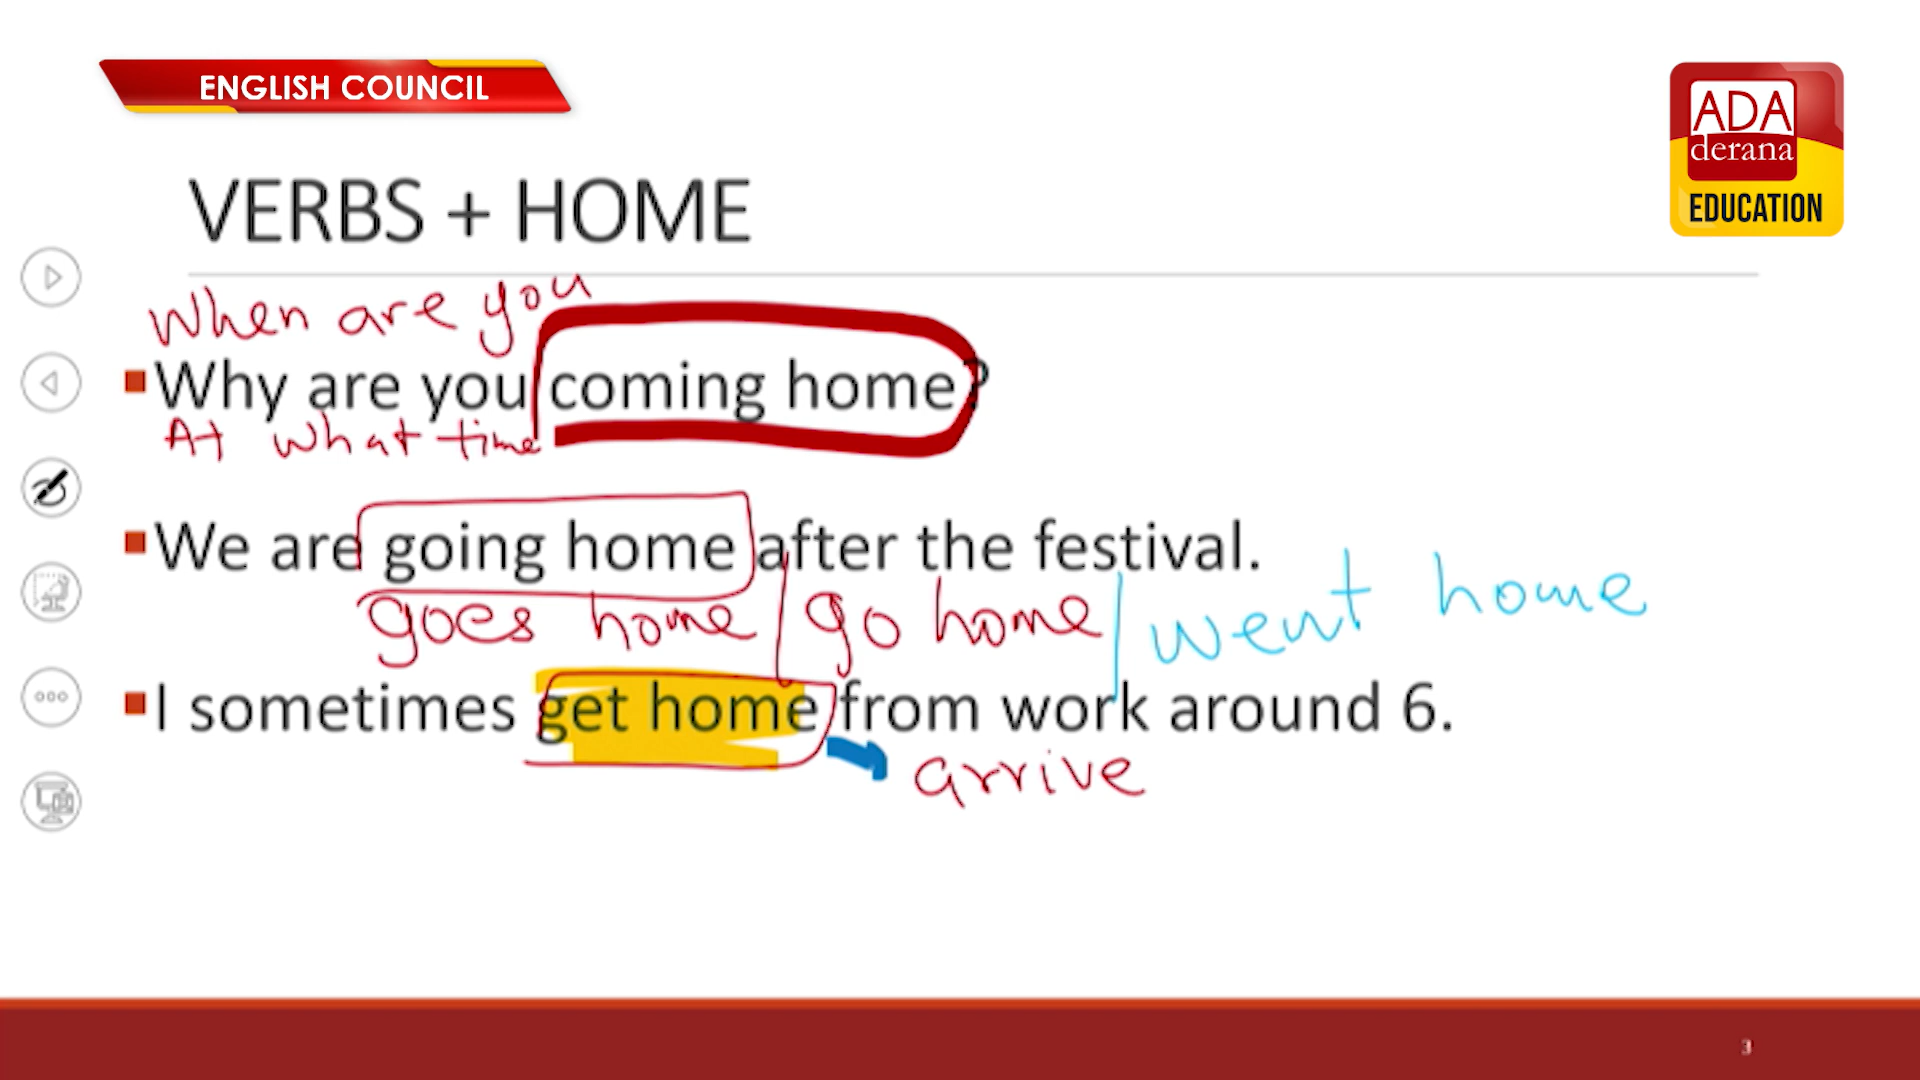 ENGLISH COUNCIL
ADA
derana
EDUCATION
VERBS + HOME
When are you
Why are you coming home?
At what time
We are going home after the festival.
goes home / go home / went home
I sometimes get home from work around 6.
arrive
3